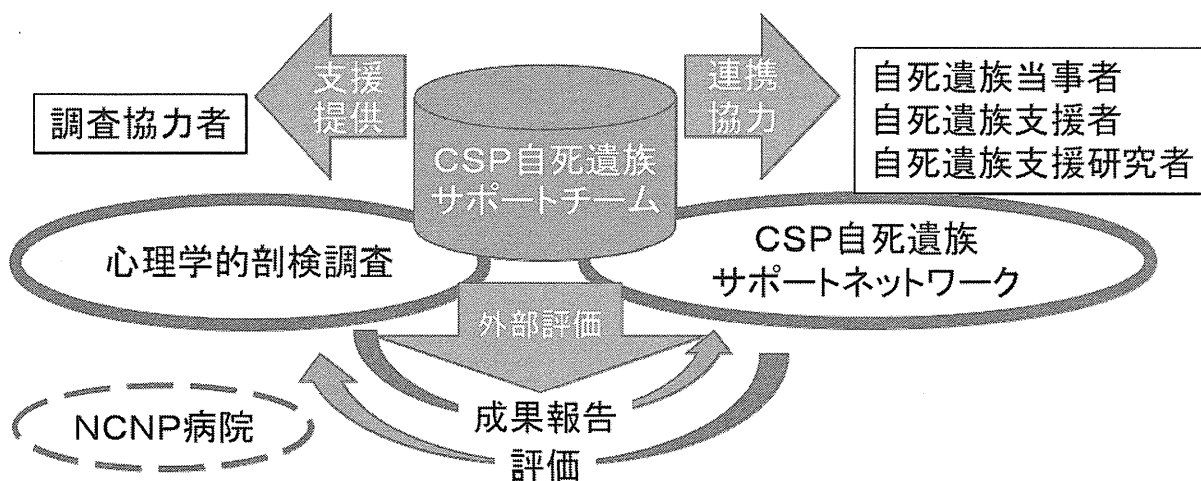 支援
提供
連携
協力
調査協力者
自死遺族当事者
自死遺族支援者
自死遺族支援研究者
CSP自死遺族
サポートチーム
心理学的剖検調査
CSP自死遺族
サポートネットワーク
外部評価
NCNP病院
成果報告
評価